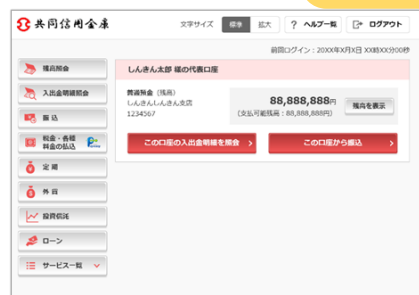 共同信用金庫
文字サイズ 標準 拡大 ? ヘルプ一覧 ログアウト
前回ログイン：20XX年X月X日 XX時XX分00秒
残高照会
入出金明細照会
振込
税金・各種
料金の払込
定期
外貨
投資信託
ローン
サービス一覧
しんきん太郎 様の代表口座
普通預金（残高）
しんきんしんきん支店
1234567
88,888,888円
（支払可能残高：88,888,888円）
残高を表示
この口座の入出金明細を照会
この口座から振込